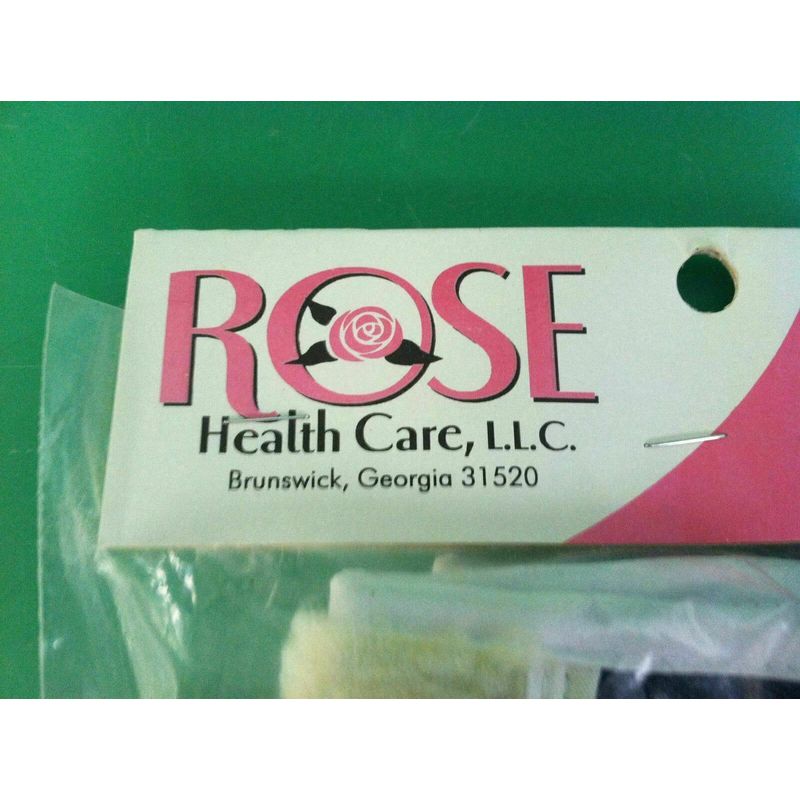 ROSE
Health Care, L.L.C.
Brunswick, Georgia 31520